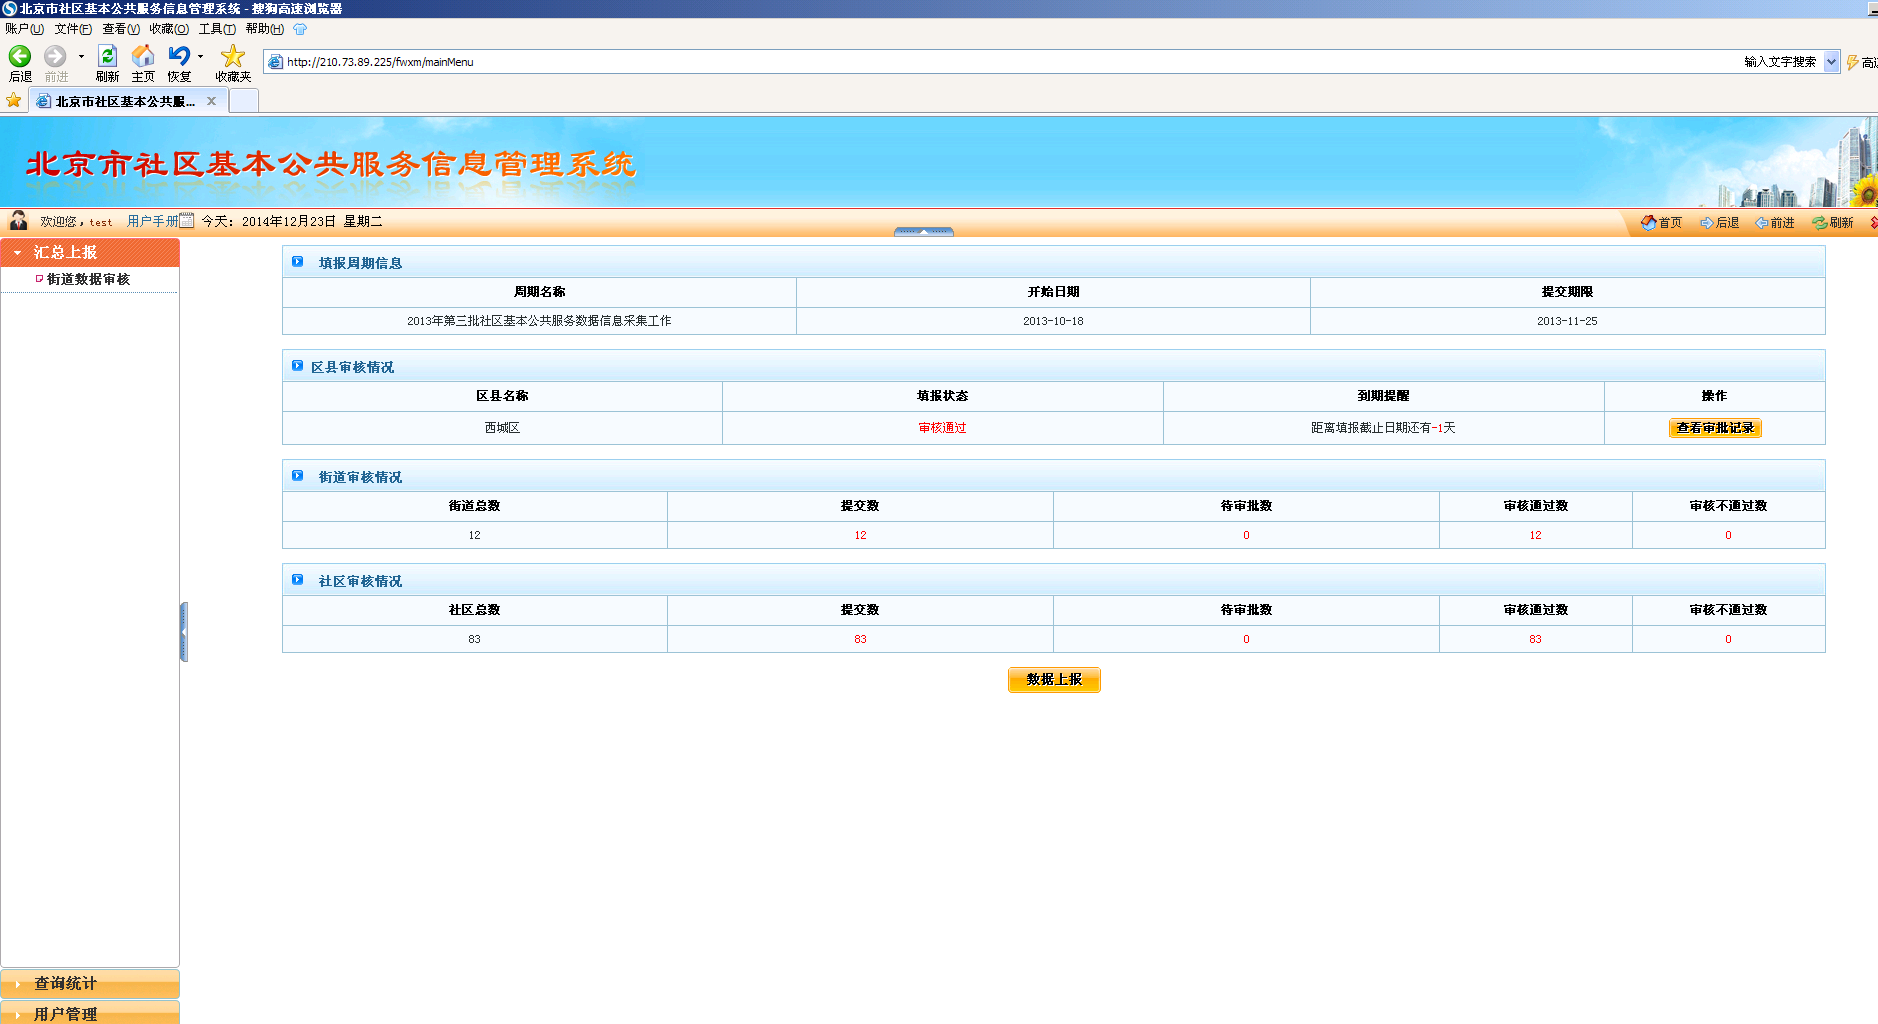 北京市社区基本公共服务信息管理系统 - 搜狗高速浏览器
账户(U) 文件(F) 查看(V) 收藏(O) 工具(T) 帮助(H)
后退 前进 刷新 主页 恢复 收藏夹 http://210.73.89.225/fwxm/mainMenu 输入文字搜索
北京市社区基本公共服... x
北京市社区基本公共服务信息管理系统
欢迎您，test 用户手册 今天：2014年12月23日 星期二 首页 后退 前进 刷新
汇总上报
街道数据审核
填报周期信息
周期名称 开始日期 提交期限
2013年第三批社区基本公共服务数据信息采集工作 2013-10-18 2013-11-25
区县审核情况
区县名称 填报状态 到期提醒 操作
西城区 审核通过 距离填报截止日期还有-1天 查看审批记录
街道审核情况
街道总数 提交数 待审批数 审核通过数 审核不通过数
12 12 0 12 0
社区审核情况
社区总数 提交数 待审批数 审核通过数 审核不通过数
83 83 0 83 0
数据上报
查询统计
用户管理